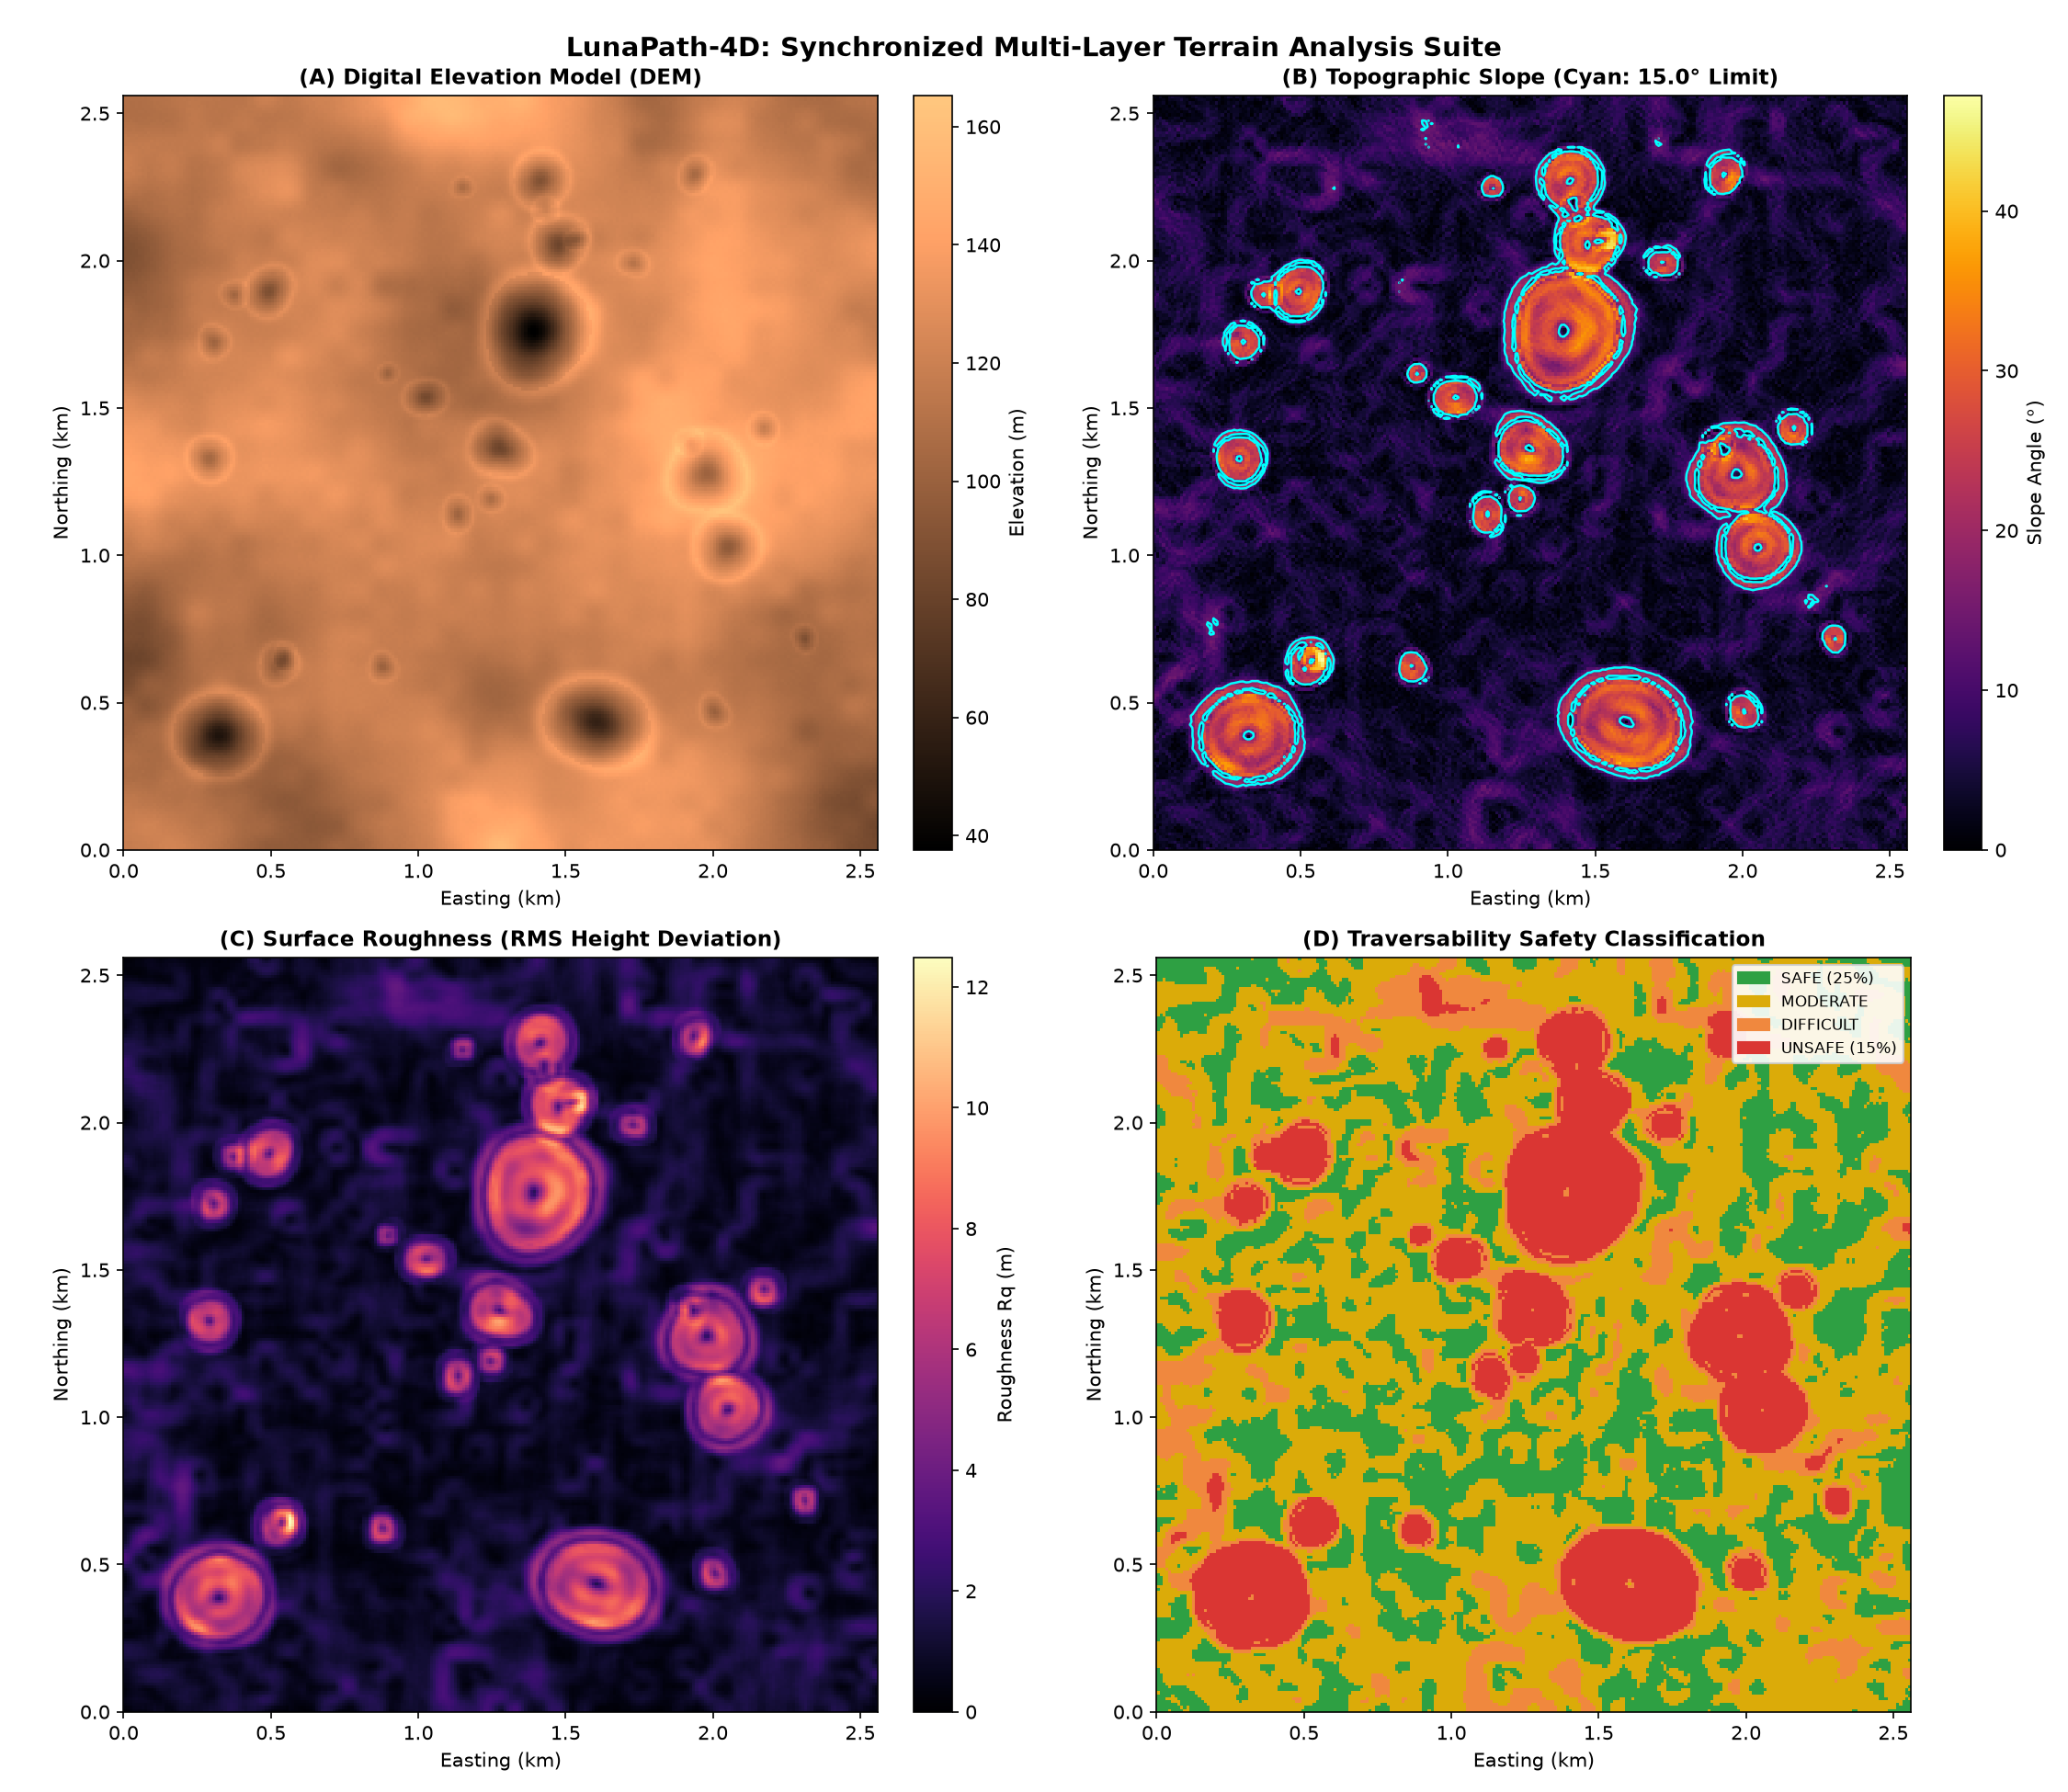 LunaPath-4D: Synchronized Multi-Layer Terrain Analysis Suite
(A) Digital Elevation Model (DEM)
2.5
2.0
1.5
1.0
0.5
0.0
Northing (km)
0.0 0.5 1.0 1.5 2.0 2.5
Easting (km)
160
140
120
100
80
60
40
Elevation (m)
(B) Topographic Slope (Cyan: 15.0° Limit)
2.5
2.0
1.5
1.0
0.5
0.0
Northing (km)
0.0 0.5 1.0 1.5 2.0 2.5
Easting (km)
40
30
20
10
0
Slope Angle (°)
(C) Surface Roughness (RMS Height Deviation)
2.5
2.0
1.5
1.0
0.5
0.0
Northing (km)
0.0 0.5 1.0 1.5 2.0 2.5
Easting (km)
12
10
8
6
4
2
0
Roughness Rq (m)
(D) Traversability Safety Classification
2.5
2.0
1.5
1.0
0.5
0.0
Northing (km)
0.0 0.5 1.0 1.5 2.0 2.5
Easting (km)
SAFE (25%)
MODERATE
DIFFICULT
UNSAFE (15%)